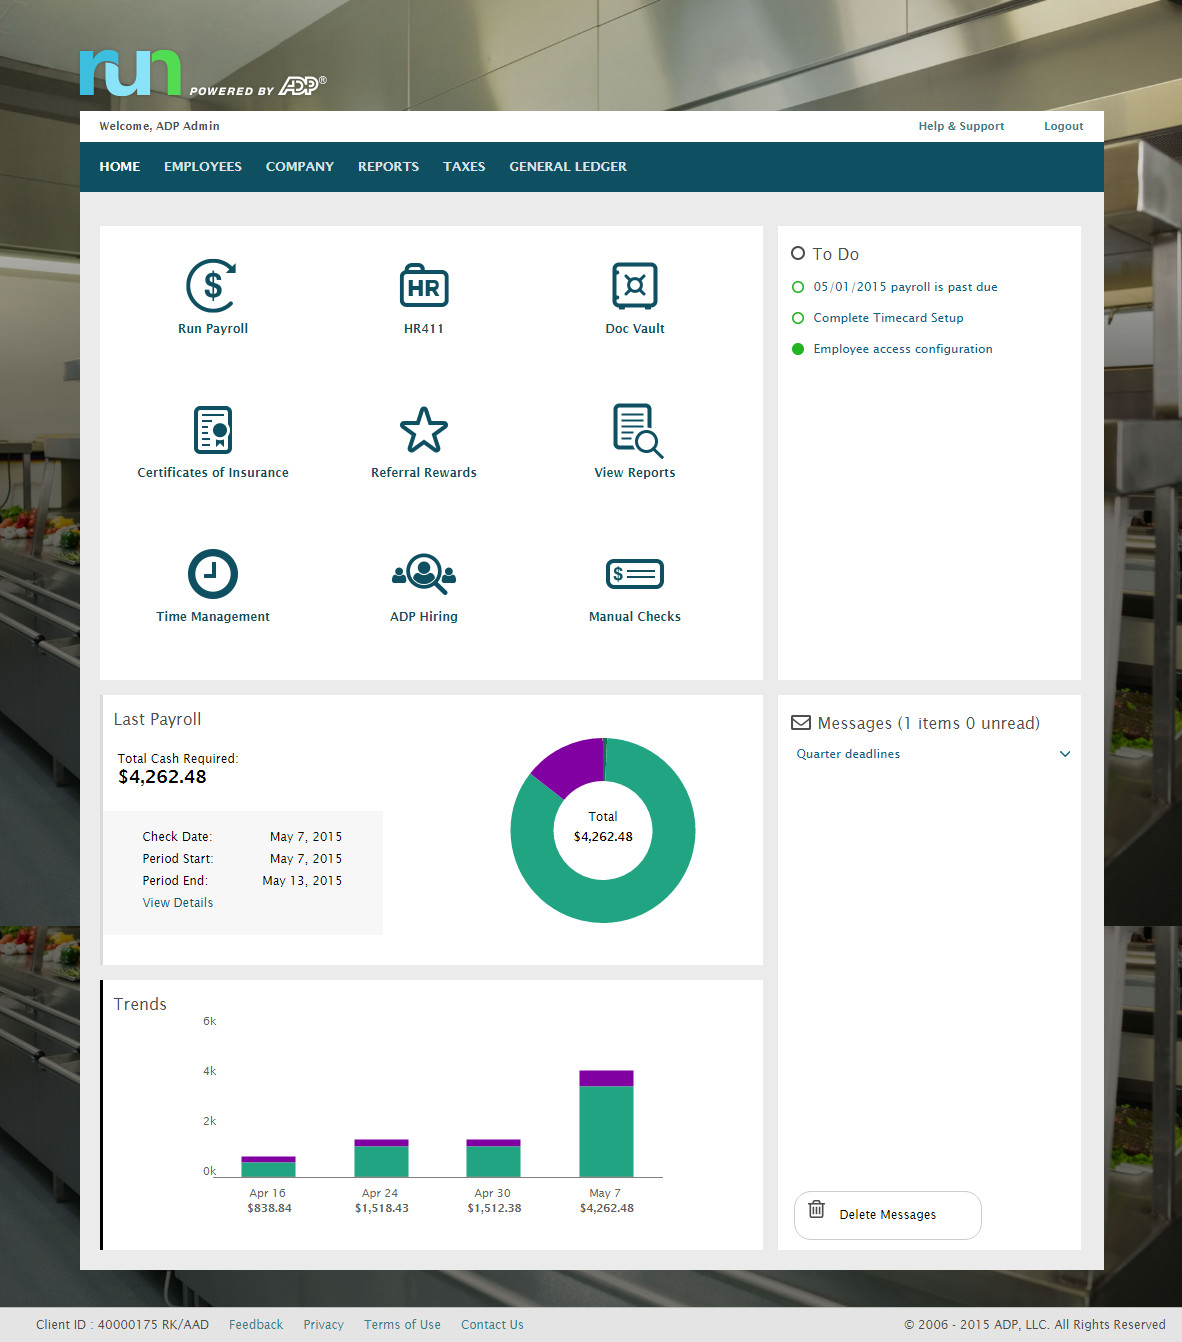 run POWERED BY ADP®
Welcome, ADP Admin
Help & Support Logout
HOME EMPLOYEES COMPANY REPORTS TAXES GENERAL LEDGER
$ HR
Run Payroll HR411 Doc Vault
Certificates of Insurance Referral Rewards View Reports
$
Time Management ADP Hiring Manual Checks
To Do
05/01/2015 payroll is past due
Complete Timecard Setup
Employee access configuration
Last Payroll
Total Cash Required:
$4,262.48
Check Date: May 7, 2015
Period Start: May 7, 2015
Period End: May 13, 2015
View Details
Total
$4,262.48
Messages (1 items 0 unread)
Quarter deadlines
Trends
6k
4k
2k
0k
Apr 16 Apr 24 Apr 30 May 7
$838.84 $1,518.43 $1,512.38 $4,262.48
Delete Messages
Client ID : 40000175 RK/AAD Feedback Privacy Terms of Use Contact Us
© 2006 - 2015 ADP, LLC. All Rights Reserved